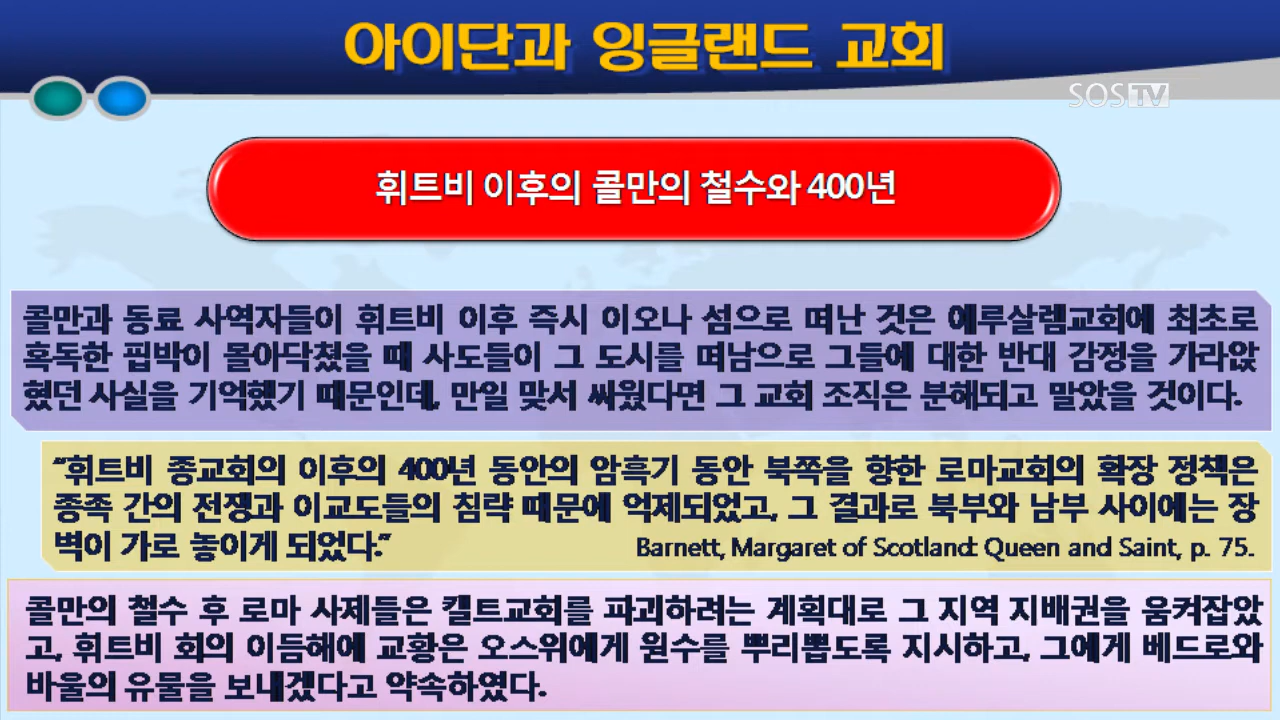 아이단과 잉글랜드 교회
SOSTV
휘트비 이후의 콜만의 철수와 400년
콜만과 동료 사역자들이 휘트비 이후 즉시 이오나 섬으로 떠난 것은 예루살렘교회에 최초로
혹독한 핍박이 몰아닥쳤을 때 사도들이 그 도시를 떠남으로 그들에 대한 반대 감정을 가라앉
혔던 사실을 기억했기 때문인데, 만일 맞서 싸웠다면 그 교회 조직은 분해되고 말았을 것이다.
“휘트비 종교회의 이후의 400년 동안의 암흑기 동안 북쪽을 향한 로마교회의 확장 정책은
종족 간의 전쟁과 이교도들의 침략 때문에 억제되었고, 그 결과로 북부와 남부 사이에는 장
벽이 가로 놓이게 되었다.”
Barnett, Margaret of Scotland: Queen and Saint, p. 75.
콜만의 철수 후 로마 사제들은 켈트교회를 파괴하려는 계획대로 그 지역 지배권을 움켜잡았
고, 휘트비 회의 이듬해에 교황은 오스위에게 원수를 뿌리뽑도록 지시하고, 그에게 베드로와
바울의 유물을 보내겠다고 약속하였다.